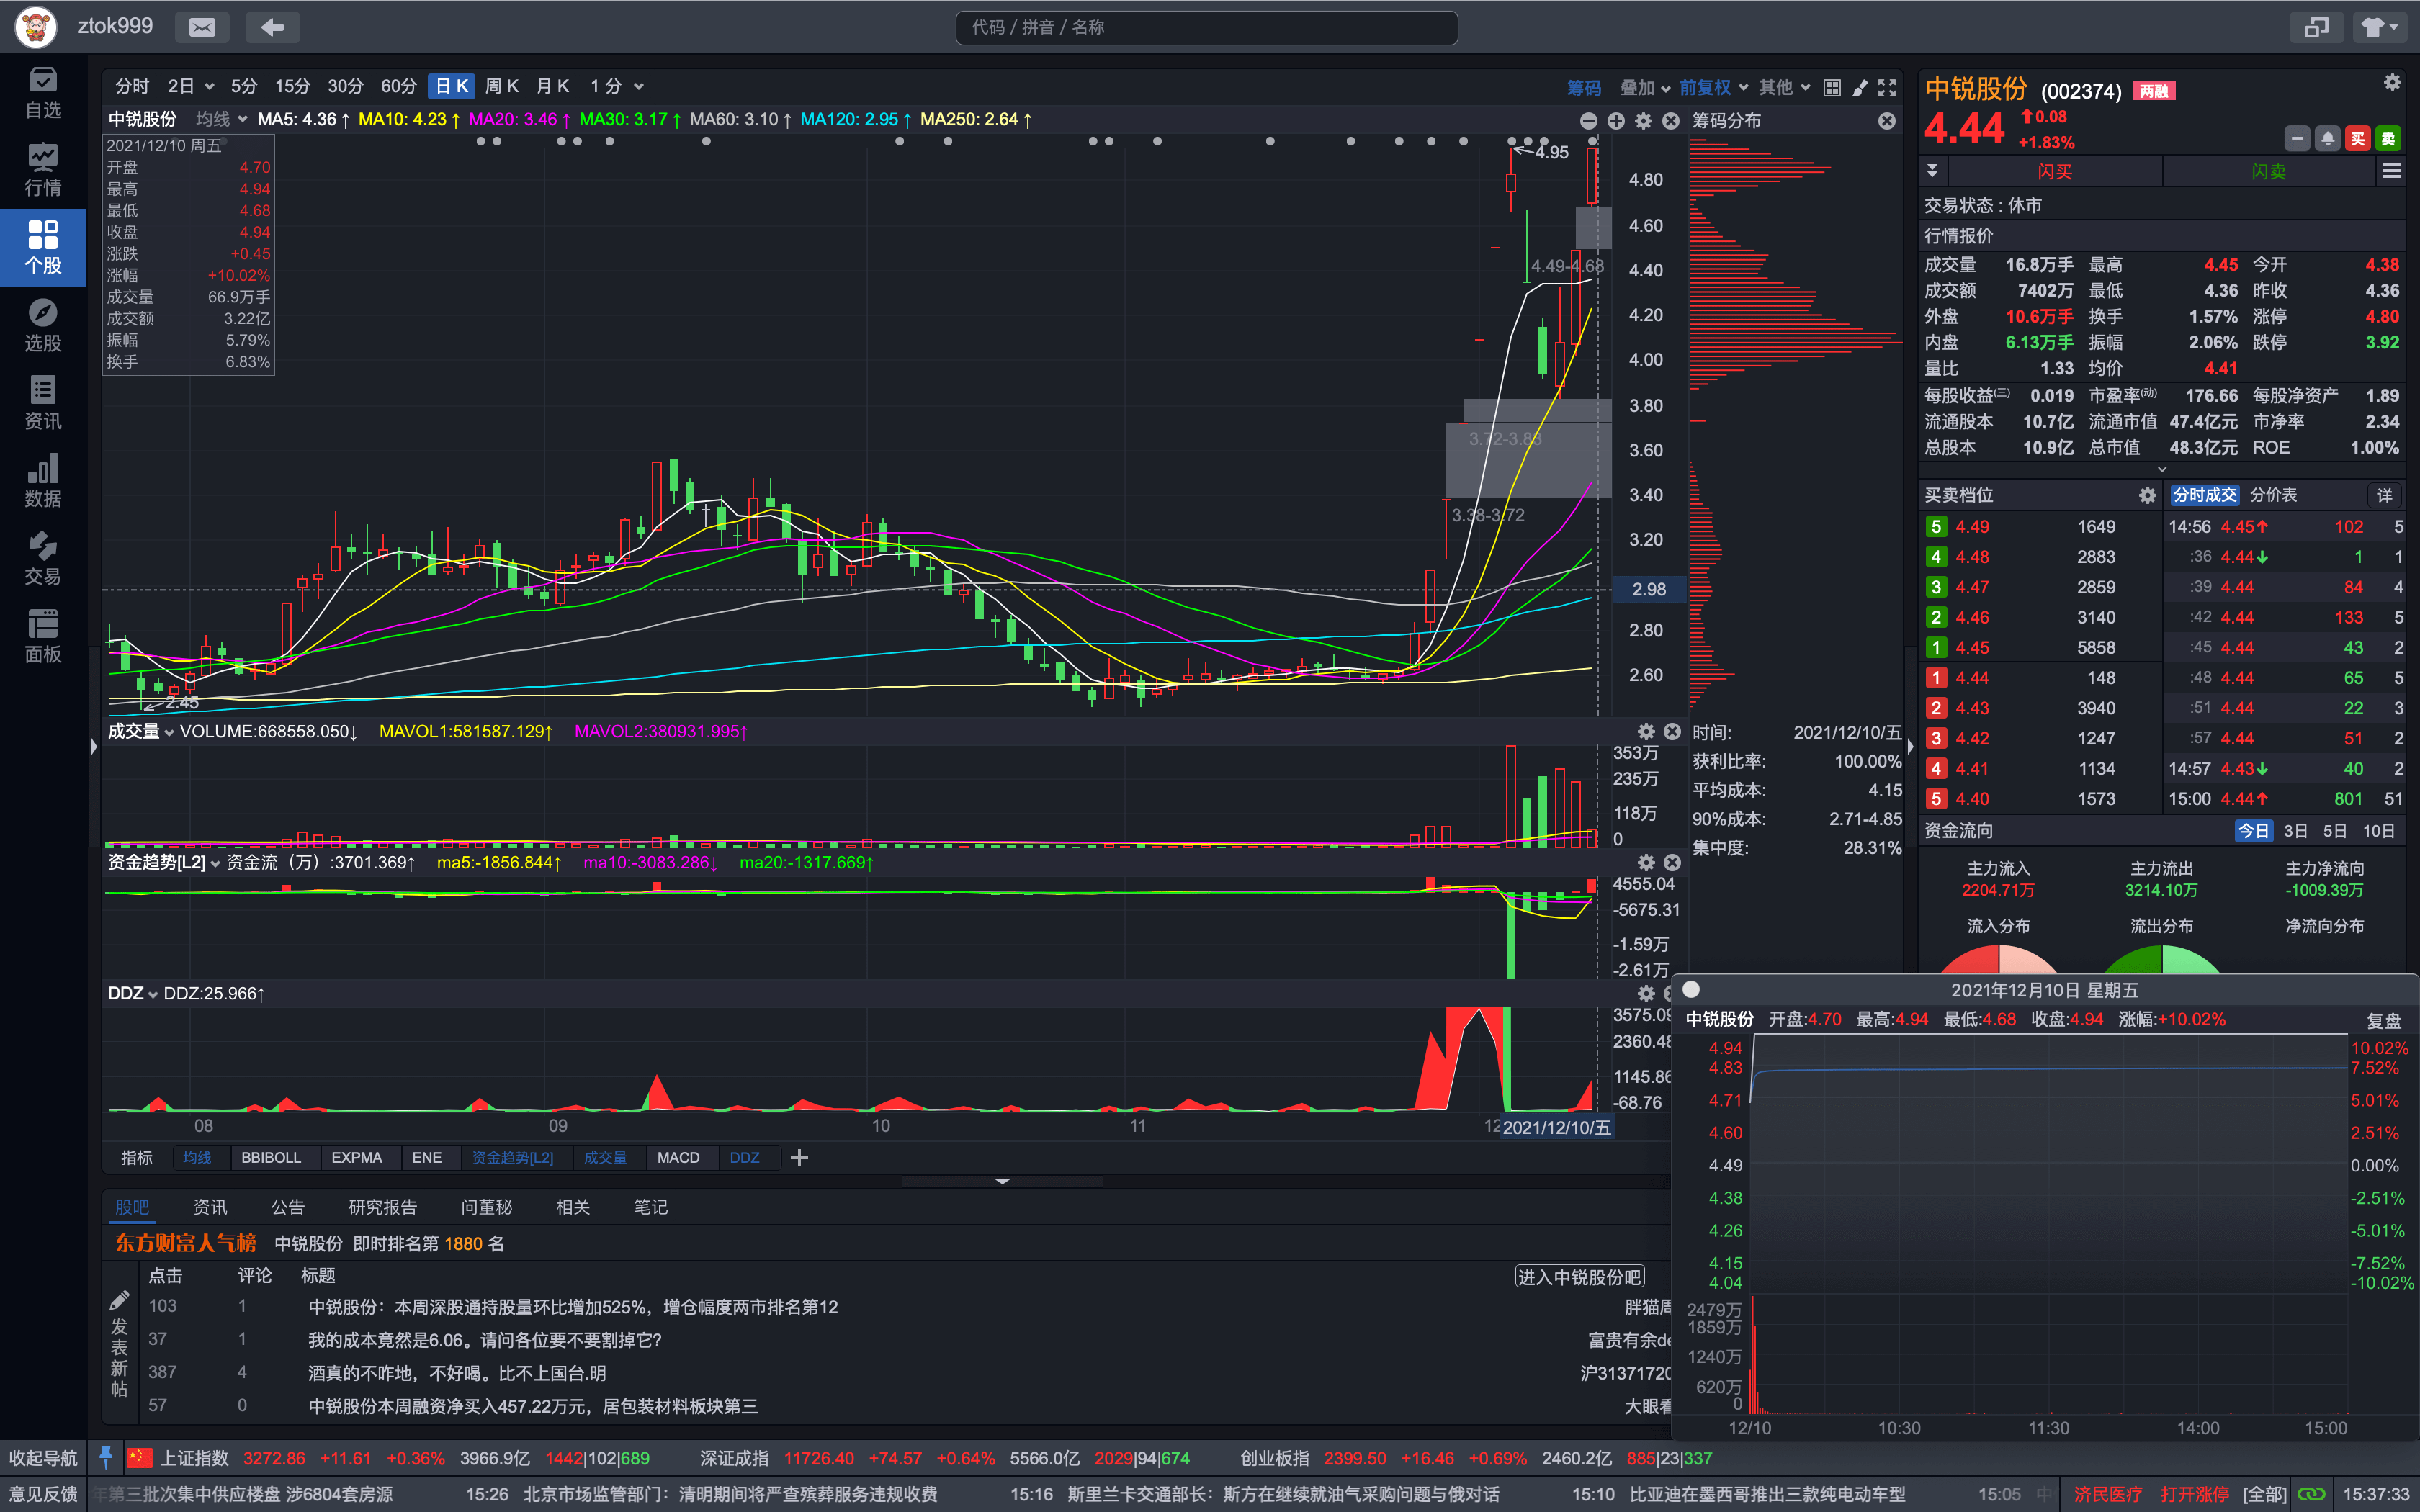 ztok999
代码 / 拼音 / 名称
自选
行情
个股
选股
资讯
数据
交易
面板
分时 2日 5分 15分 30分 60分 日K 周K 月K 1分 筹码 叠加 前复权 其他
中锐股份 均线 MA5: 4.36↑ MA10: 4.23↑ MA20: 3.46↑ MA30: 3.17↑ MA60: 3.10↑ MA120: 2.95↑ MA250: 2.64↑
2021/12/10 周五
开盘 4.70
最高 4.94
最低 4.68
收盘 4.94
涨跌 +0.45
涨幅 +10.02%
成交量 66.9万手
成交额 3.22亿
振幅 5.79%
换手 6.83%
4.95
4.49-4.68
3.72-3.83
3.38-3.72
2.45
4.80
4.60
4.40
4.20
4.00
3.80
3.60
3.40
3.20
2.98
2.80
2.60
筹码分布
时间: 2021/12/10/五
获利比率: 100.00%
平均成本: 4.15
90%成本: 2.71-4.85
集中度: 28.31%
成交量 VOLUME:668558.050↓ MAVOL1:581587.129↑ MAVOL2:380931.995↑
353万
235万
118万
0
资金趋势[L2] 资金流（万）:3701.369↑ ma5:-1856.844↑ ma10:-3083.286↓ ma20:-1317.669↑
4555.04
-5675.31
-1.59万
-2.61万
DDZ DDZ:25.966↑
3575.09
2360.48
1145.86
-68.76
08 09 10 11 12 2021/12/10/五
指标 均线 BBIBOLL EXPMA ENE 资金趋势[L2] 成交量 MACD DDZ
股吧 资讯 公告 研究报告 问董秘 相关 笔记
东方财富人气榜 中锐股份 即时排名第 1880 名
点击 评论 标题 进入中锐股份吧
发表新帖
103 1 中锐股份：本周深股通持股量环比增加525%，增仓幅度两市排名第12 胖猫周
37 1 我的成本竟然是6.06。请问各位要不要割掉它? 富贵有余de
387 4 酒真的不咋地，不好喝。比不上国台.明 沪31371720
57 0 中锐股份本周融资净买入457.22万元，居包装材料板块第三 大眼看
中锐股份 (002374) 两融
4.44 0.08
+1.83%
买 卖
闪买 闪卖
交易状态 : 休市
行情报价
成交量 16.8万手 最高 4.45 今开 4.38
成交额 7402万 最低 4.36 昨收 4.36
外盘 10.6万手 换手 1.57% 涨停 4.80
内盘 6.13万手 振幅 2.06% 跌停 3.92
量比 1.33 均价 4.41
每股收益(三) 0.019 市盈率(动) 176.66 每股净资产 1.89
流通股本 10.7亿 流通市值 47.4亿元 市净率 2.34
总股本 10.9亿 总市值 48.3亿元 ROE 1.00%
买卖档位 分时成交 分价表 详
5 4.49 1649 14:56 4.45↑ 102 5
4 4.48 2883 :36 4.44↓ 1 1
3 4.47 2859 :39 4.44 84 4
2 4.46 3140 :42 4.44 133 5
1 4.45 5858 :45 4.44 43 2
1 4.44 148 :48 4.44 65 5
2 4.43 3940 :51 4.44 22 3
3 4.42 1247 :57 4.44 51 2
4 4.41 1134 14:57 4.43↓ 40 2
5 4.40 1573 15:00 4.44↑ 801 51
资金流向 今日 3日 5日 10日
主力流入 主力流出 主力净流向
2204.71万 3214.10万 -1009.39万
流入分布 流出分布 净流向分布
2021年12月10日 星期五
中锐股份 开盘:4.70 最高:4.94 最低:4.68 收盘:4.94 涨幅:+10.02% 复盘
4.94 10.02%
4.83 7.52%
4.71 5.01%
4.60 2.51%
4.49 0.00%
4.38 -2.51%
4.26 -5.01%
4.15 -7.52%
4.04 -10.02%
2479万
1859万
1240万
620万
0
12/10 10:30 11:30 14:00 15:00
收起导航 上证指数 3272.86 +11.61 +0.36% 3966.9亿 1442|102|689 深证成指 11726.40 +74.57 +0.64% 5566.0亿 2029|94|674 创业板指 2399.50 +16.46 +0.69% 2460.2亿 885|23|337
意见反馈 年第三批次集中供应楼盘 涉6804套房源 15:26 北京市场监管部门：清明期间将严查殡葬服务违规收费 15:16 斯里兰卡交通部长：斯方在继续就油气采购问题与俄对话 15:10 比亚迪在墨西哥推出三款纯电动车型 15:05 中 济民医疗 打开涨停 [全部] 15:37:33